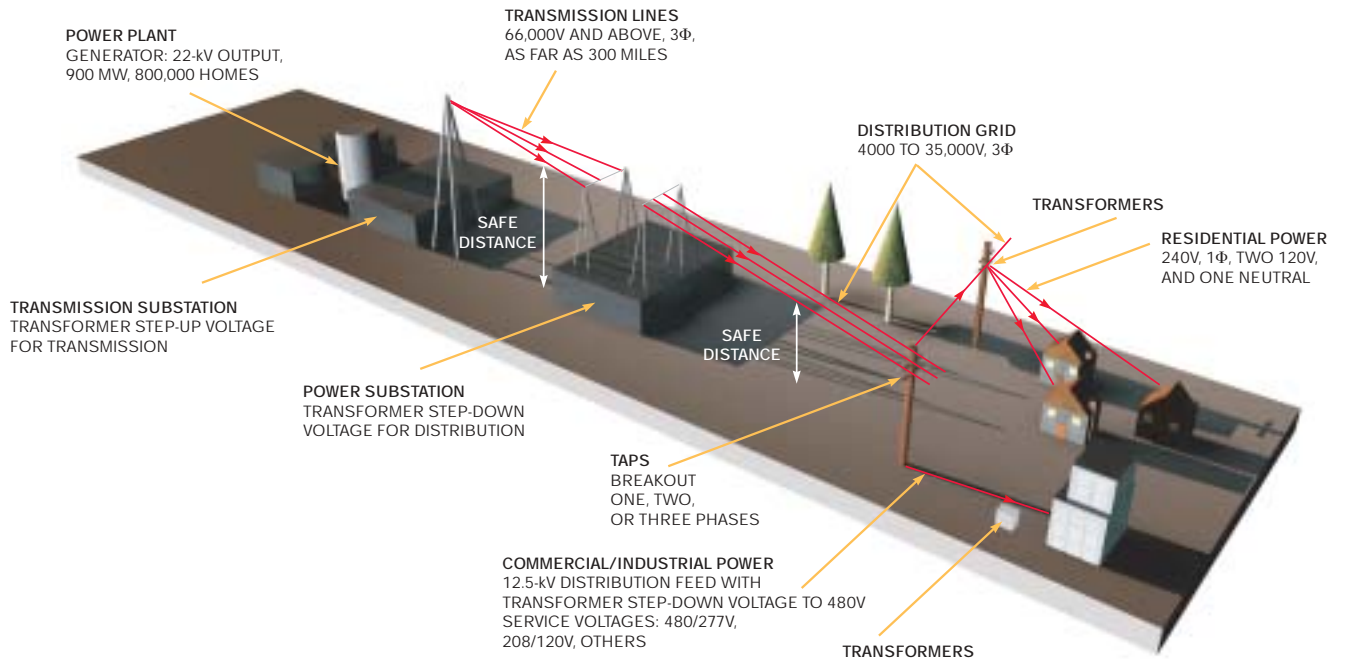 POWER PLANT
GENERATOR: 22-kV OUTPUT,
900 MW, 800,000 HOMES
TRANSMISSION LINES
66,000V AND ABOVE, 3Φ,
AS FAR AS 300 MILES
DISTRIBUTION GRID
4000 TO 35,000V, 3Φ
TRANSFORMERS
RESIDENTIAL POWER
240V, 1Φ, TWO 120V,
AND ONE NEUTRAL
SAFE
DISTANCE
TRANSMISSION SUBSTATION
TRANSFORMER STEP-UP VOLTAGE
FOR TRANSMISSION
SAFE
DISTANCE
POWER SUBSTATION
TRANSFORMER STEP-DOWN
VOLTAGE FOR DISTRIBUTION
TAPS
BREAKOUT
ONE, TWO,
OR THREE PHASES
COMMERCIAL/INDUSTRIAL POWER
12.5-kV DISTRIBUTION FEED WITH
TRANSFORMER STEP-DOWN VOLTAGE TO 480V
SERVICE VOLTAGES: 480/277V,
208/120V, OTHERS
TRANSFORMERS